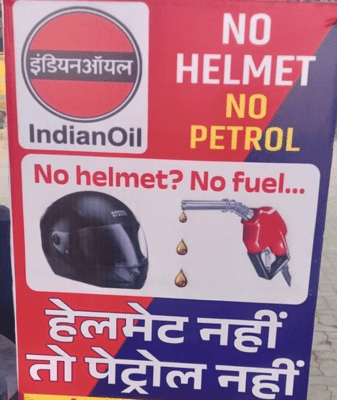 इंडियनऑयल
IndianOil
NO
HELMET
NO
PETROL
No helmet? No fuel...
हेलमेट नहीं
तो पेट्रोल नहीं